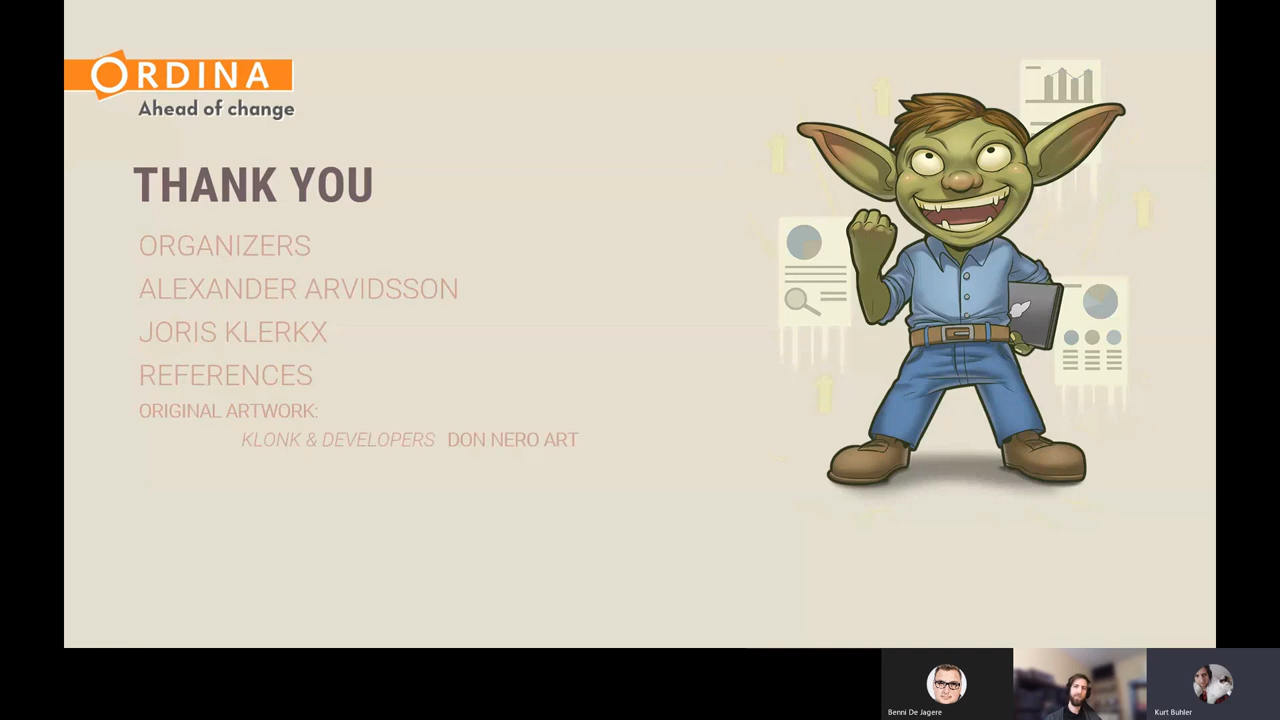 ORDINA
Ahead of change
THANK YOU
ORGANIZERS
ALEXANDER ARVIDSSON
JORIS KLERKX
REFERENCES
ORIGINAL ARTWORK:
KLONK & DEVELOPERS DON NERO ART
Benni De Jagere
Kurt Buhler